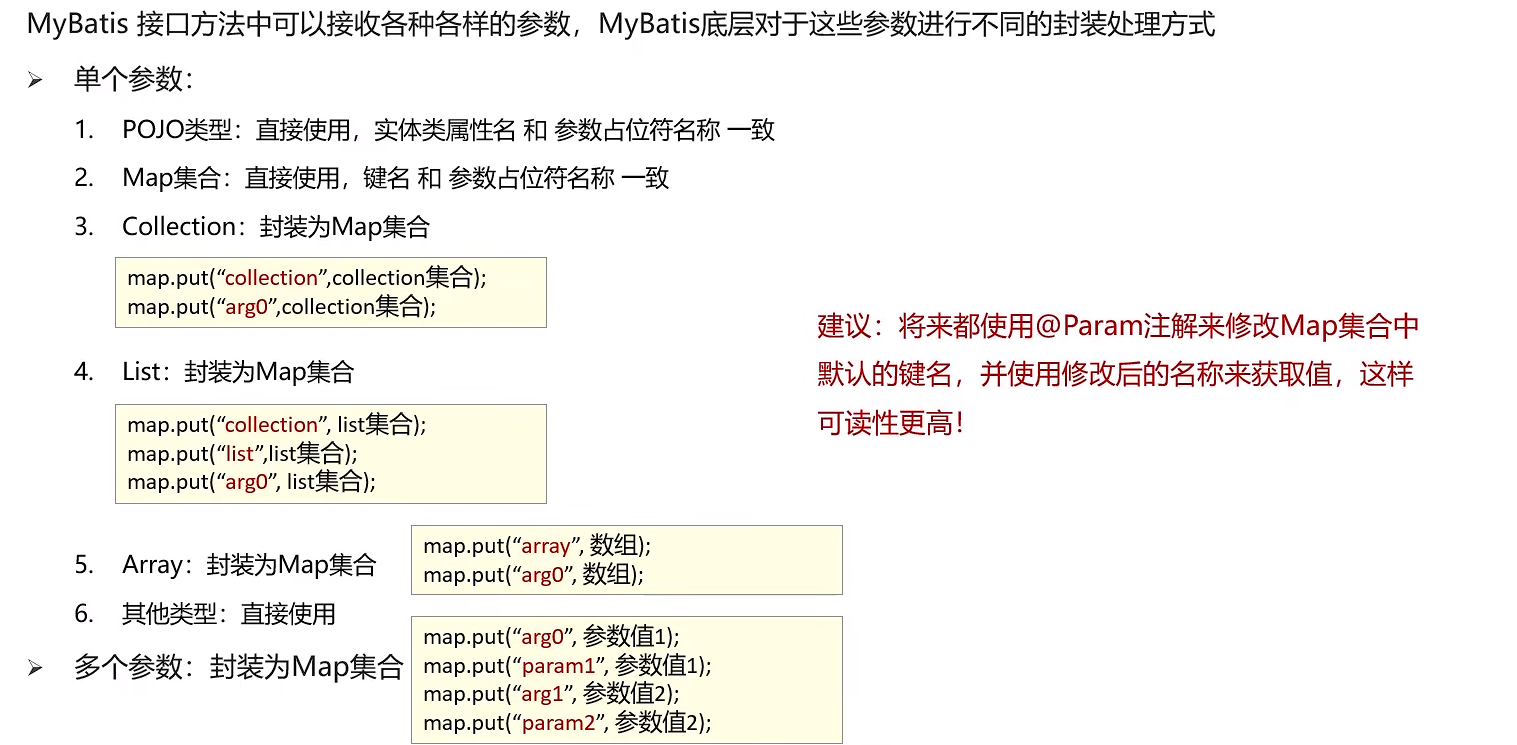 MyBatis 接口方法中可以接收各种各样的参数，MyBatis底层对于这些参数进行不同的封装处理方式
➢ 单个参数：
1. POJO类型：直接使用，实体类属性名 和 参数占位符名称 一致
2. Map集合：直接使用，键名 和 参数占位符名称 一致
3. Collection：封装为Map集合
map.put(“collection”,collection集合);
map.put(“arg0”,collection集合);
建议：将来都使用@Param注解来修改Map集合中
默认的键名，并使用修改后的名称来获取值，这样
可读性更高！
4. List：封装为Map集合
map.put(“collection”, list集合);
map.put(“list”,list集合);
map.put(“arg0”, list集合);
5. Array：封装为Map集合
map.put(“array”, 数组);
map.put(“arg0”, 数组);
6. 其他类型：直接使用
➢ 多个参数：封装为Map集合
map.put(“arg0”, 参数值1);
map.put(“param1”, 参数值1);
map.put(“arg1”, 参数值2);
map.put(“param2”, 参数值2);